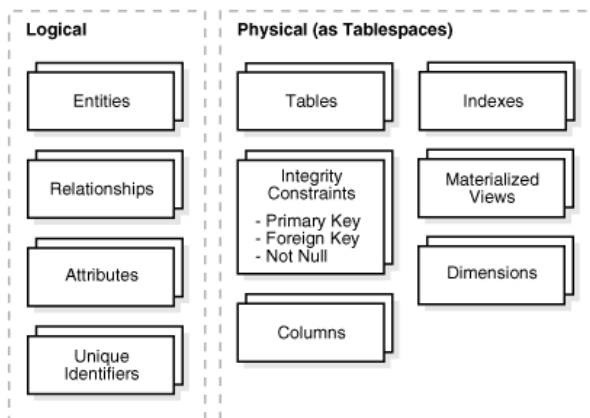 Logical
Entities
Relationships
Attributes
Unique
Identifiers
Physical (as Tablespaces)
Tables
Integrity
Constraints
- Primary Key
- Foreign Key
- Not Null
Columns
Indexes
Materialized
Views
Dimensions